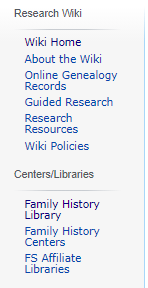 Research Wiki
Wiki Home
About the Wiki
Online Genealogy
Records
Guided Research
Research
Resources
Wiki Policies
Centers/Libraries
Family History
Library
Family History
Centers
FS Affiliate
Libraries